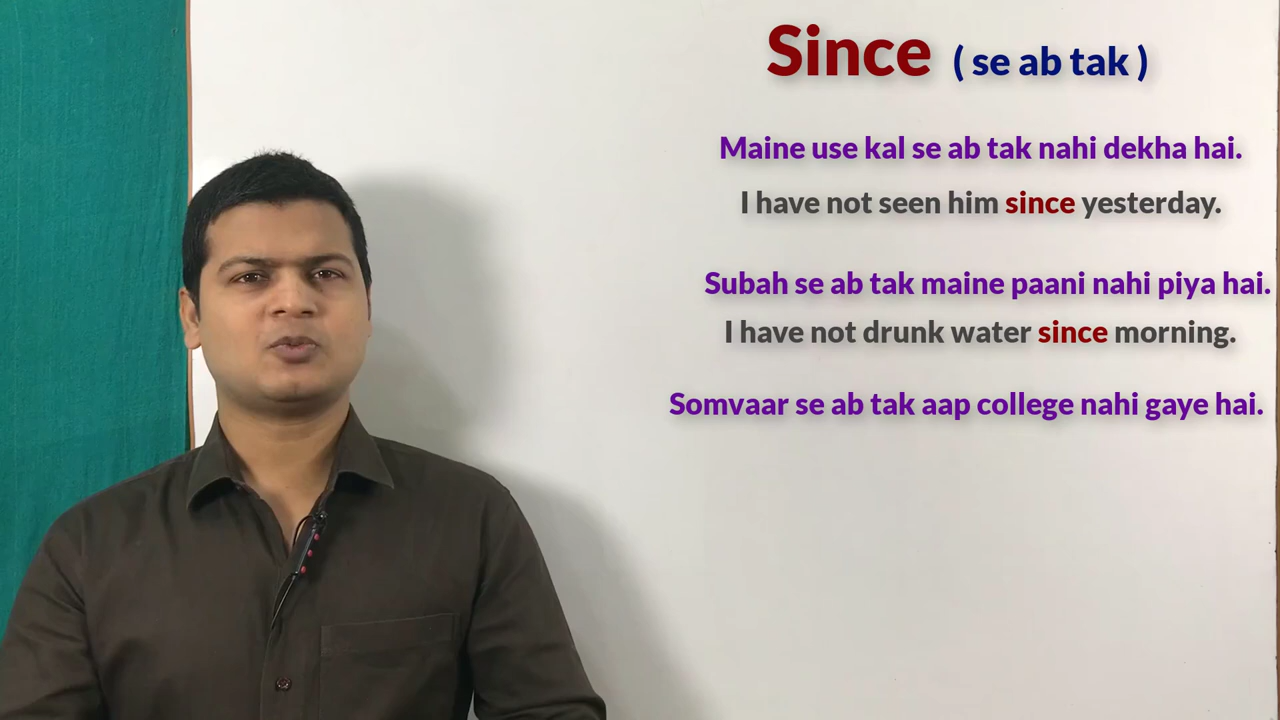 Since ( se ab tak )
Maine use kal se ab tak nahi dekha hai.
I have not seen him since yesterday.
Subah se ab tak maine paani nahi piya hai.
I have not drunk water since morning.
Somvaar se ab tak aap college nahi gaye hai.